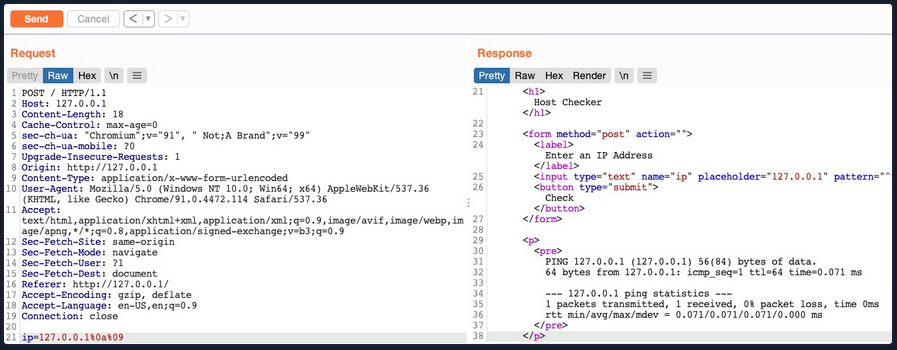 Send
Cancel
<
>
Request
Pretty Raw Hex \n
1 POST / HTTP/1.1
2 Host: 127.0.0.1
3 Content-Length: 18
4 Cache-Control: max-age=0
5 sec-ch-ua: "Chromium";v="91", " Not;A Brand";v="99"
6 sec-ch-ua-mobile: ?0
7 Upgrade-Insecure-Requests: 1
8 Origin: http://127.0.0.1
9 Content-Type: application/x-www-form-urlencoded
10 User-Agent: Mozilla/5.0 (Windows NT 10.0; Win64; x64) AppleWebKit/537.36
(KHTML, like Gecko) Chrome/91.0.4472.114 Safari/537.36
11 Accept:
text/html,application/xhtml+xml,application/xml;q=0.9,image/avif,image/webp,im
age/apng,*/*;q=0.8,application/signed-exchange;v=b3;q=0.9
12 Sec-Fetch-Site: same-origin
13 Sec-Fetch-Mode: navigate
14 Sec-Fetch-User: ?1
15 Sec-Fetch-Dest: document
16 Referer: http://127.0.0.1/
17 Accept-Encoding: gzip, deflate
18 Accept-Language: en-US,en;q=0.9
19 Connection: close
20
21 ip=127.0.0.1%0a%09
Response
Pretty Raw Hex Render \n
21 <h1>
Host Checker
</h1>
22
23 <form method="post" action="">
24 <label>
Enter an IP Address
</label>
25 <input type="text" name="ip" placeholder="127.0.0.1" pattern="^
26 <button type="submit">
Check
</button>
27 </form>
28
29 <p>
30 <pre>
31 PING 127.0.0.1 (127.0.0.1) 56(84) bytes of data.
32 64 bytes from 127.0.0.1: icmp_seq=1 ttl=64 time=0.071 ms
33
34 --- 127.0.0.1 ping statistics ---
35 1 packets transmitted, 1 received, 0% packet loss, time 0ms
36 rtt min/avg/max/mdev = 0.071/0.071/0.071/0.000 ms
37 </pre>
38 </p>